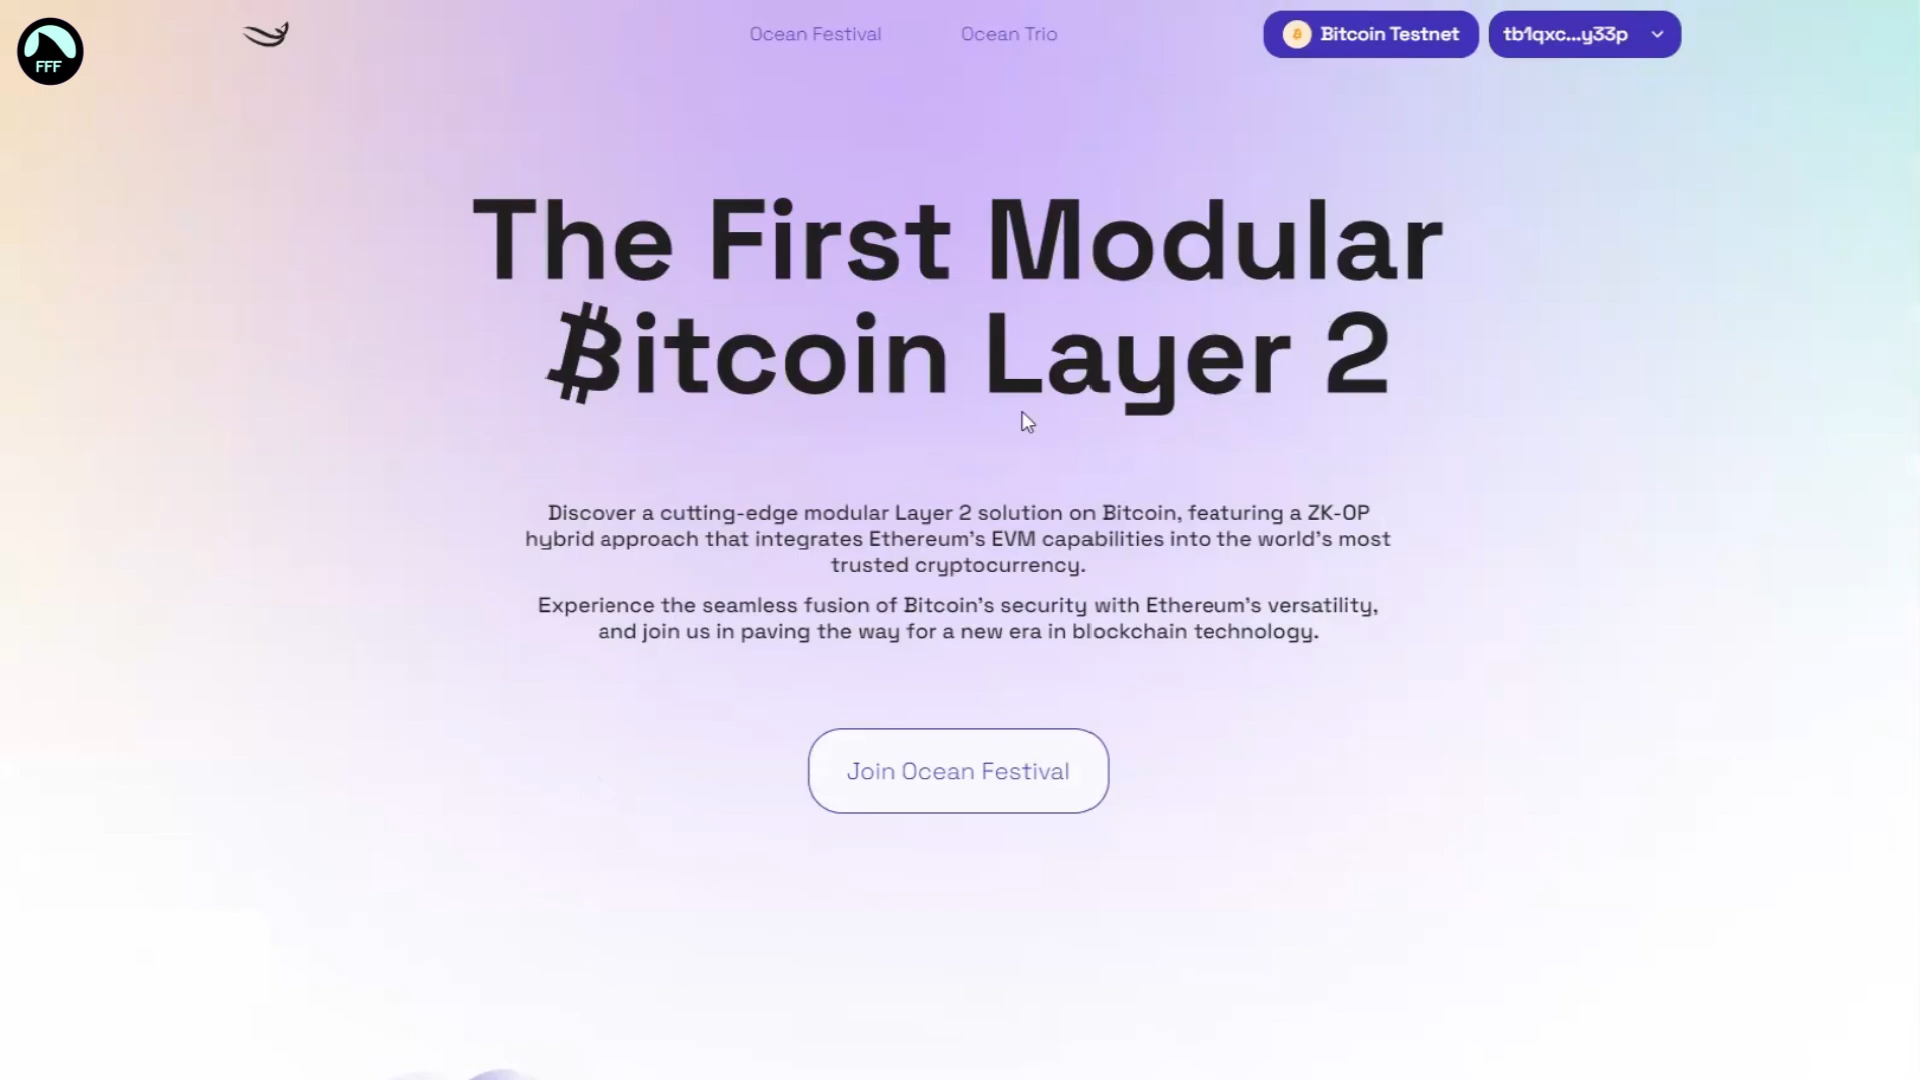 FFF
Ocean Festival
Ocean Trio
Bitcoin Testnet
tb1qxc...y33p
The First Modular
₿itcoin Layer 2
Discover a cutting-edge modular Layer 2 solution on Bitcoin, featuring a ZK-OP
hybrid approach that integrates Ethereum's EVM capabilities into the world's most
trusted cryptocurrency.
Experience the seamless fusion of Bitcoin's security with Ethereum's versatility,
and join us in paving the way for a new era in blockchain technology.
Join Ocean Festival